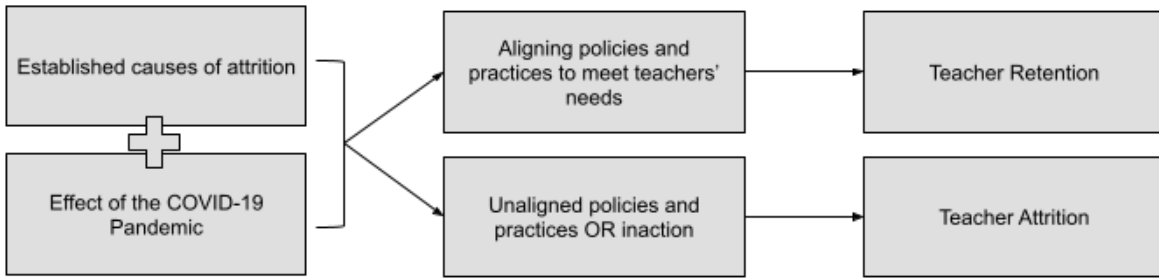 Established causes of attrition
Effect of the COVID-19
Pandemic
Aligning policies and
practices to meet teachers'
needs
Unaligned policies and
practices OR inaction
Teacher Retention
Teacher Attrition